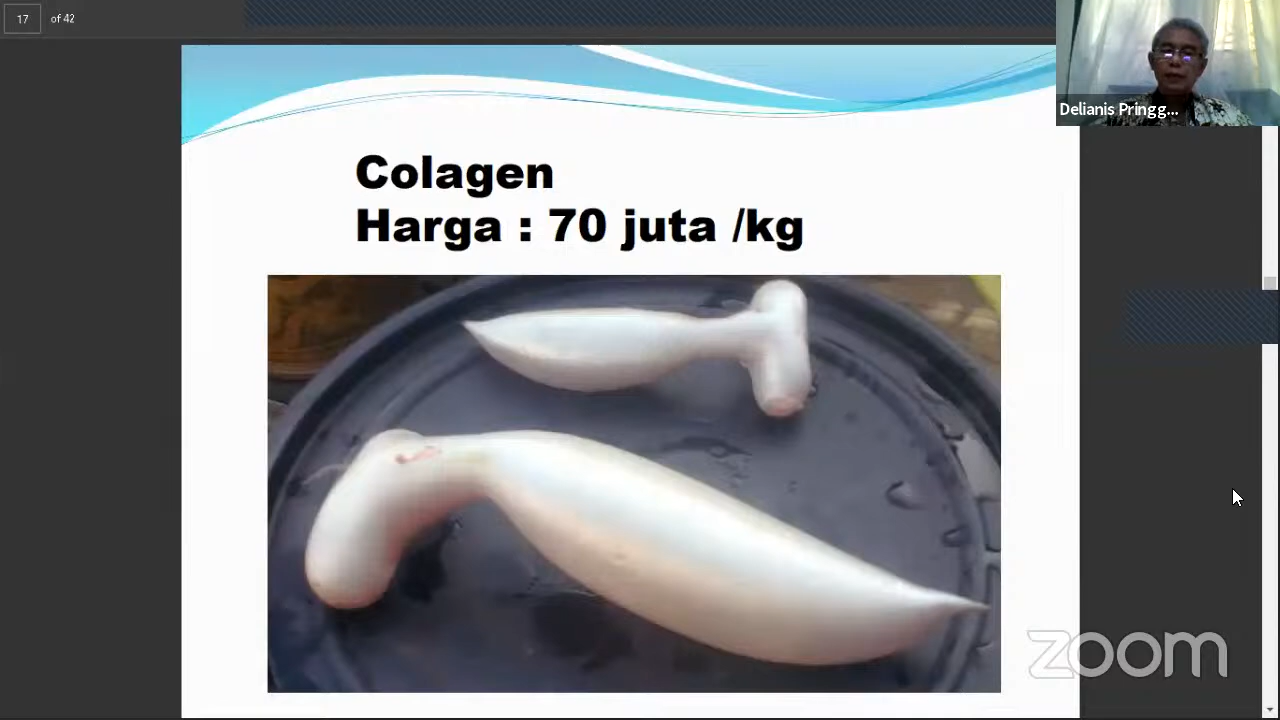 17 of 42
Delianis Pringg...
Colagen
Harga : 70 juta /kg
zoom